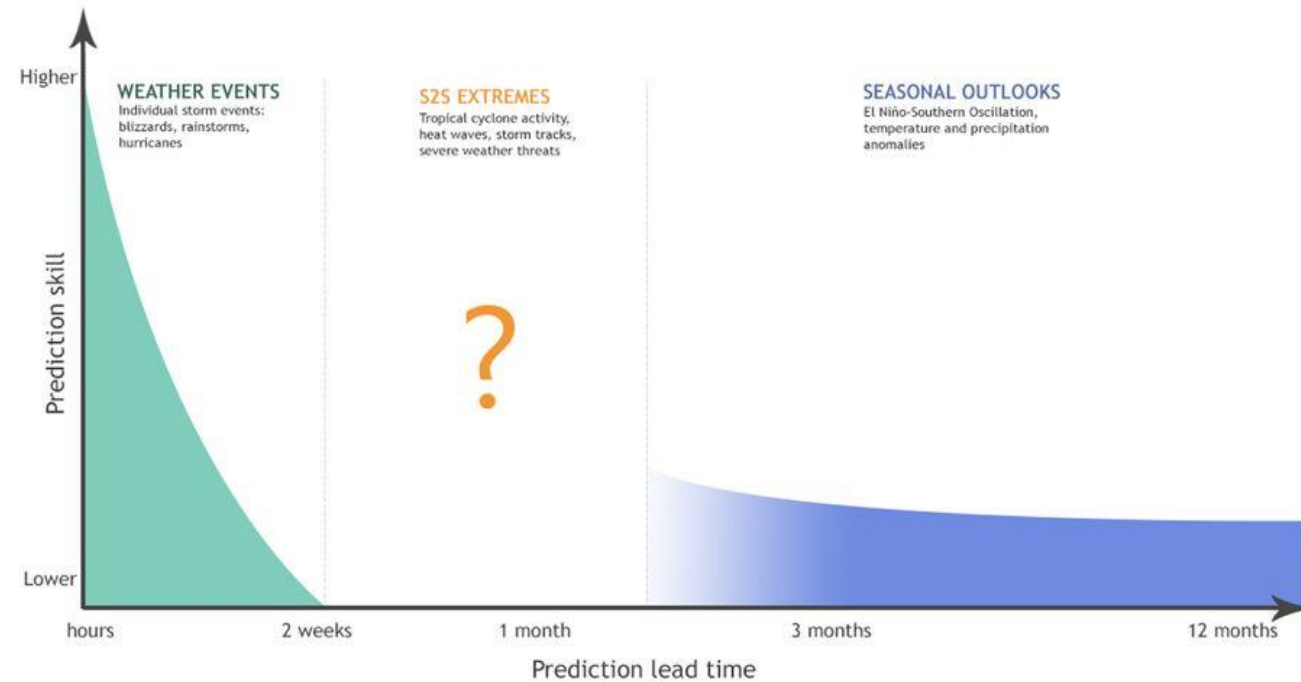 Higher
WEATHER EVENTS
Individual storm events:
blizzards, rainstorms,
hurricanes
S2S EXTREMES
Tropical cyclone activity,
heat waves, storm tracks,
severe weather threats
SEASONAL OUTLOOKS
El Niño-Southern Oscillation,
temperature and precipitation
anomalies
Prediction skill
?
Lower
hours
2 weeks
1 month
3 months
12 months
Prediction lead time